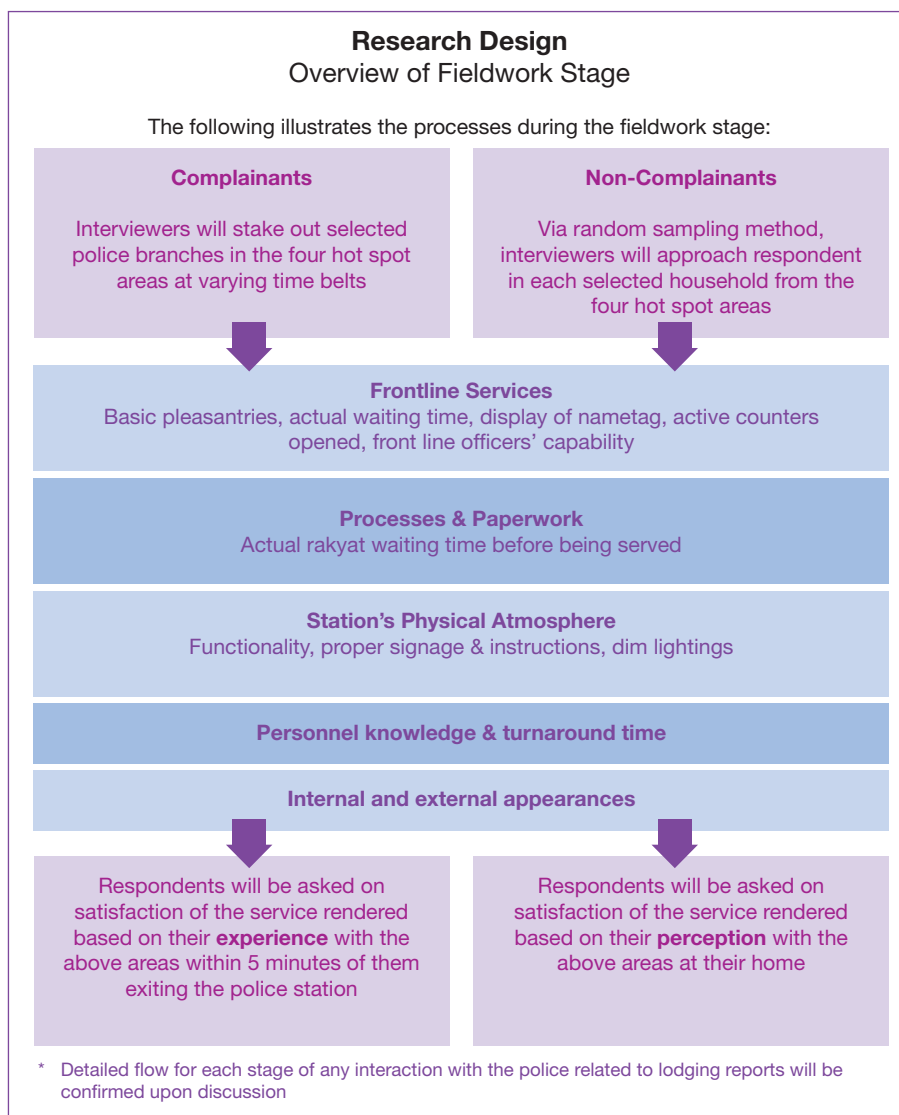 Research Design
Overview of Fieldwork Stage
The following illustrates the processes during the fieldwork stage:
Complainants
Interviewers will stake out selected
police branches in the four hot spot
areas at varying time belts
Non-Complainants
Via random sampling method,
interviewers will approach respondent
in each selected household from the
four hot spot areas
Frontline Services
Basic pleasantries, actual waiting time, display of nametag, active counters
opened, front line officers' capability
Processes & Paperwork
Actual rakyat waiting time before being served
Station's Physical Atmosphere
Functionality, proper signage & instructions, dim lightings
Personnel knowledge & turnaround time
Internal and external appearances
Respondents will be asked on
satisfaction of the service rendered
based on their experience with the
above areas within 5 minutes of them
exiting the police station
Respondents will be asked on
satisfaction of the service rendered
based on their perception with the
above areas at their home
* Detailed flow for each stage of any interaction with the police related to lodging reports will be
confirmed upon discussion